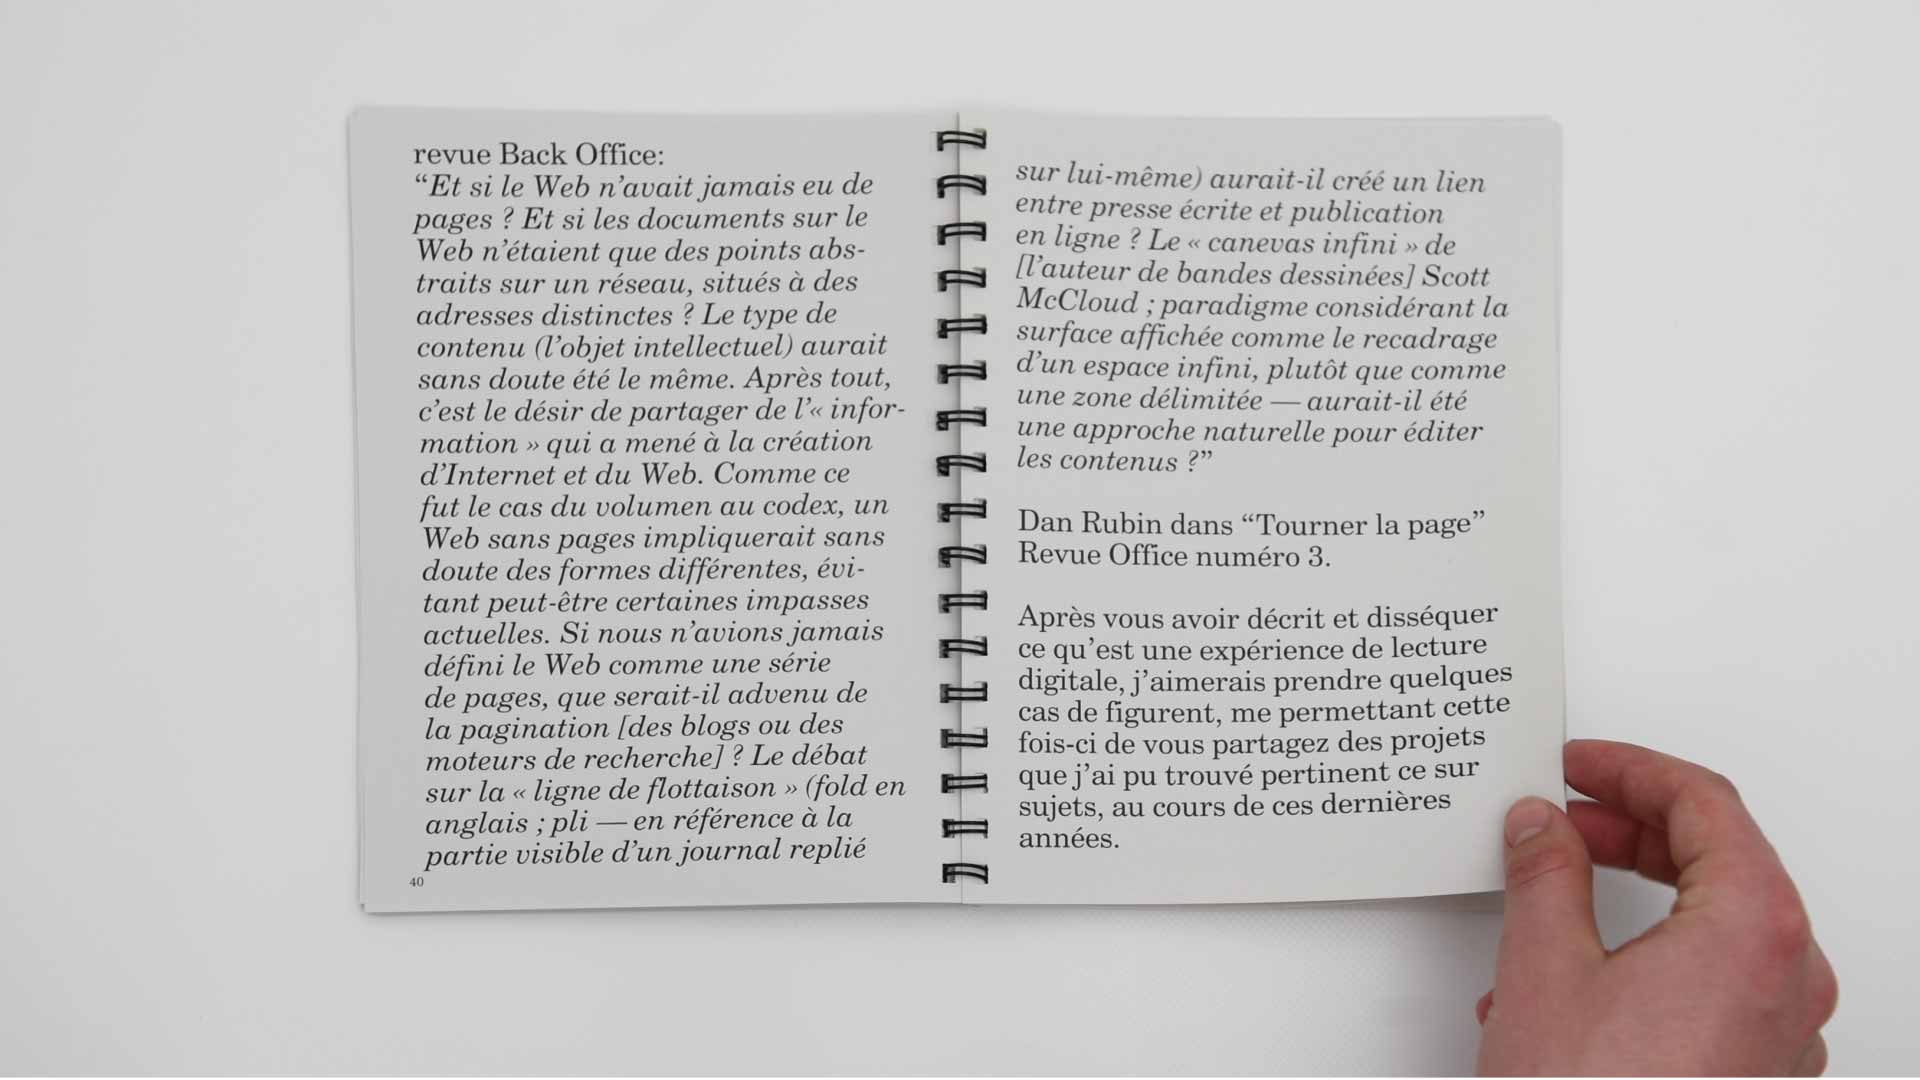 revue Back Office:
“Et si le Web n’avait jamais eu de
pages ? Et si les documents sur le
Web n’étaient que des points abs-
traits sur un réseau, situés à des
adresses distinctes ? Le type de
contenu (l’objet intellectuel) aurait
sans doute été le même. Après tout,
c’est le désir de partager de l’« infor-
mation » qui a mené à la création
d’Internet et du Web. Comme ce
fut le cas du volumen au codex, un
Web sans pages impliquerait sans
doute des formes différentes, évi-
tant peut-être certaines impasses
actuelles. Si nous n’avions jamais
défini le Web comme une série
de pages, que serait-il advenu de
la pagination [des blogs ou des
moteurs de recherche] ? Le débat
sur la « ligne de flottaison » (fold en
anglais ; pli — en référence à la
partie visible d’un journal replié
40
sur lui-même) aurait-il créé un lien
entre presse écrite et publication
en ligne ? Le « canevas infini » de
[l’auteur de bandes dessinées] Scott
McCloud ; paradigme considérant la
surface affichée comme le recadrage
d’un espace infini, plutôt que comme
une zone délimitée — aurait-il été
une approche naturelle pour éditer
les contenus ?”
Dan Rubin dans “Tourner la page”
Revue Office numéro 3.
Après vous avoir décrit et disséquer
ce qu’est une expérience de lecture
digitale, j’aimerais prendre quelques
cas de figurent, me permettant cette
fois-ci de vous partagez des projets
que j’ai pu trouvé pertinent ce sur
sujets, au cours de ces dernières
années.